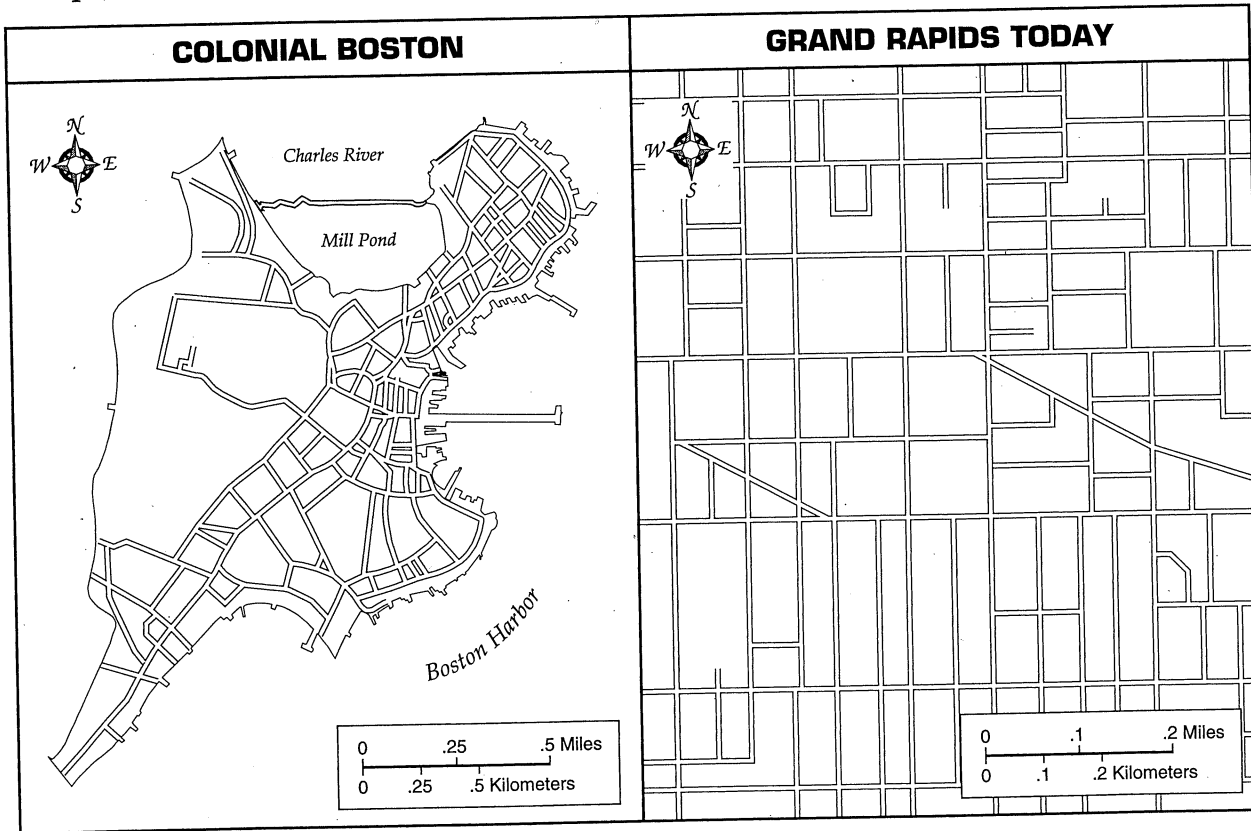 COLONIAL BOSTON
N
W E
S
Charles River
Mill Pond
Boston Harbor
0 .25 .5 Miles
0 .25 .5 Kilometers
GRAND RAPIDS TODAY
N
W E
S
0 .1 .2 Miles
0 .1 .2 Kilometers